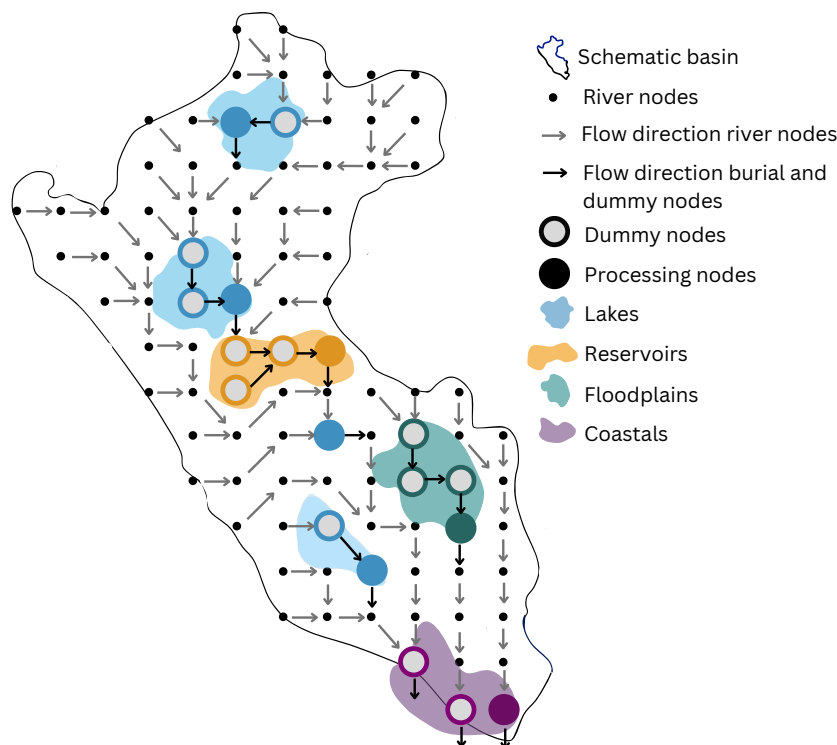 Schematic basin
River nodes
Flow direction river nodes
Flow direction burial and
dummy nodes
Dummy nodes
Processing nodes
Lakes
Reservoirs
Floodplains
Coastals